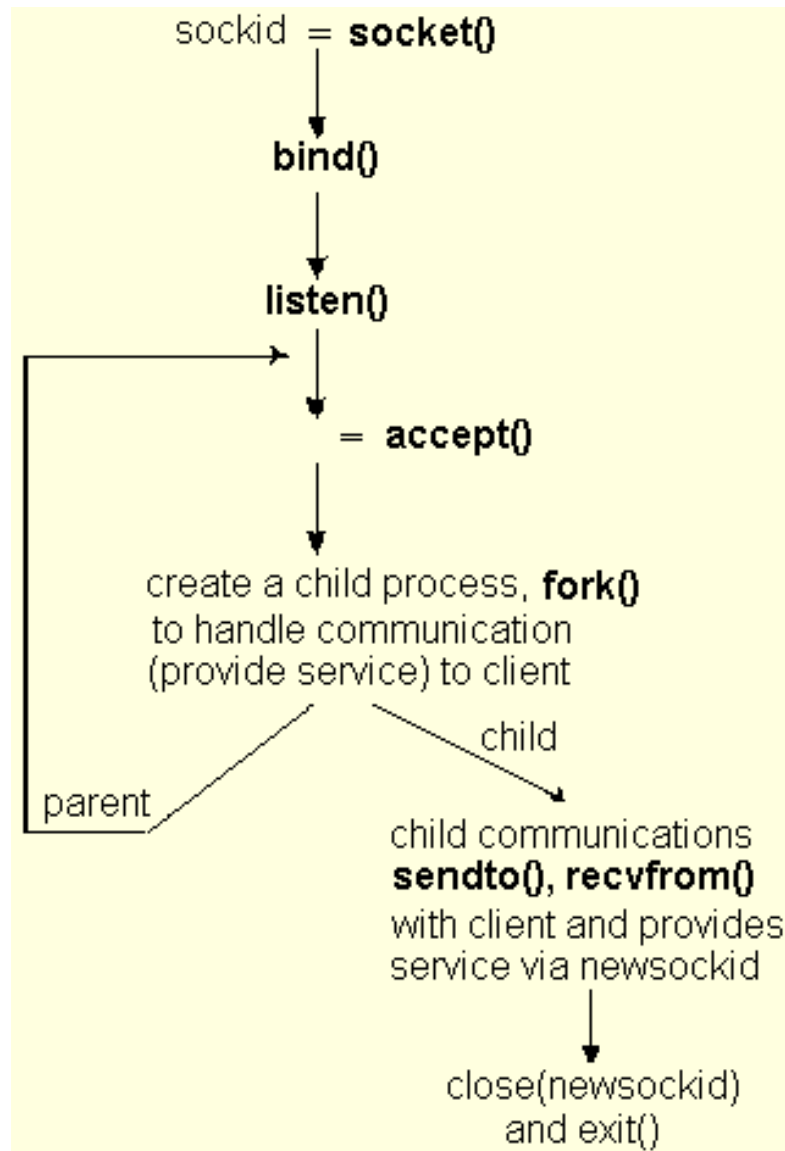 sockid = socket()
bind()
listen()
= accept()
create a child process, fork()
to handle communication
(provide service) to client
child
parent
child communications
sendto(), recvfrom()
with client and provides
service via newsockid
close(newsockid)
and exit()